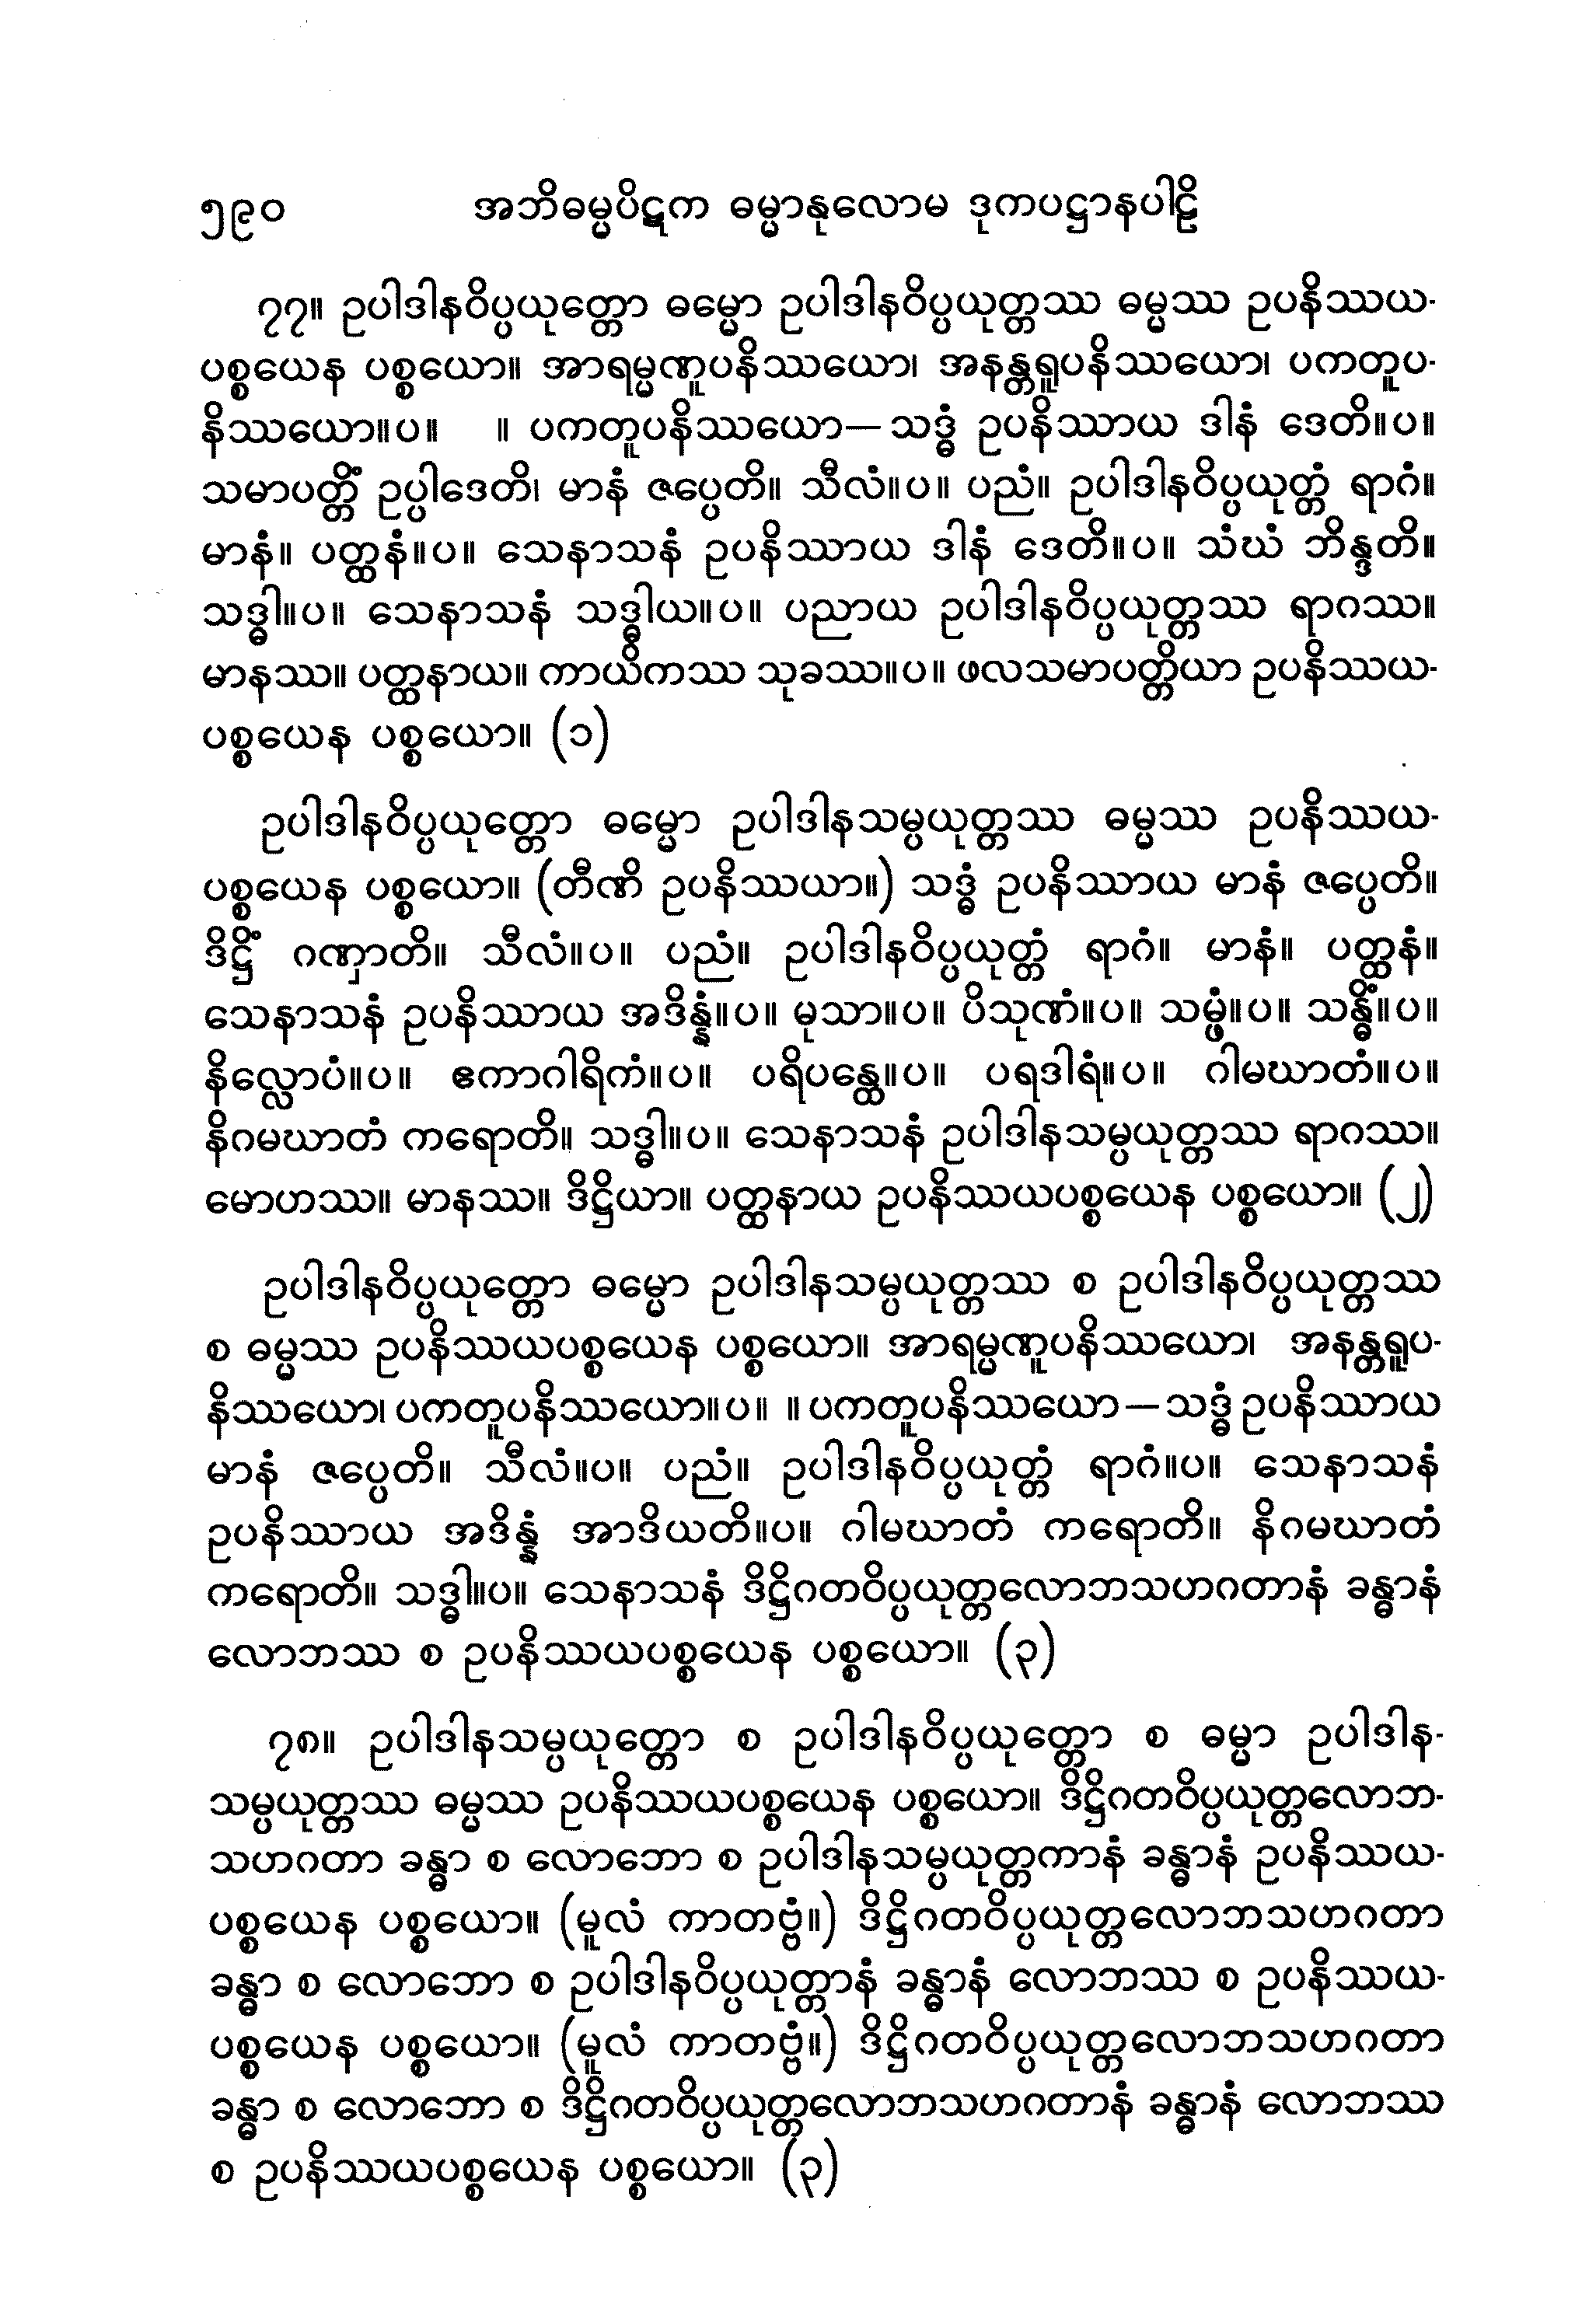 ၅၉၀ အဘိဓမ္မပိဋက ဓမ္မာနုလောမ ဒုကပဋ္ဌာနပါဠိ
၇၇။ ဥပါဒါနဝိပ္ပယုတ္တော ဓမ္မော ဥပါဒါနဝိပ္ပယုတ္တဿ ဓမ္မဿ ဥပနိဿယ-
ပစ္စယေန ပစ္စယော။ အာရမ္မဏူပနိဿယော၊ အနန္တရူပနိဿယော၊ ပကတူပ-
နိဿယော။ပ။ ။ ပကတူပနိဿယော—သဒ္ဓံ ဥပနိဿာယ ဒါနံ ဒေတိ။ပ။
သမာပတ္တိံ ဥပ္ပါဒေတိ၊ မာနံ ဇပ္ပေတိ။ သီလံ။ပ။ ပညံ။ ဥပါဒါနဝိပ္ပယုတ္တံ ရာဂံ။
မာနံ။ ပတ္ထနံ။ပ။ သေနာသနံ ဥပနိဿာယ ဒါနံ ဒေတိ။ပ။ သံဃံ ဘိန္ဒတိ။
သဒ္ဓါ။ပ။ သေနာသနံ သဒ္ဓါယ။ပ။ ပညာယ ဥပါဒါနဝိပ္ပယုတ္တဿ ရာဂဿ။
မာနဿ။ ပတ္ထနာယ။ ကာယိကဿ သုခဿ။ပ။ ဖလသမာပတ္တိယာ ဥပနိဿယ-
ပစ္စယေန ပစ္စယော။ (၁)
ဥပါဒါနဝိပ္ပယုတ္တော ဓမ္မော ဥပါဒါနသမ္ပယုတ္တဿ ဓမ္မဿ ဥပနိဿယ-
ပစ္စယေန ပစ္စယော။ (တီဏိ ဥပနိဿယာ။) သဒ္ဓံ ဥပနိဿာယ မာနံ ဇပ္ပေတိ။
ဒိဋ္ဌိံ ဂဏှာတိ။ သီလံ။ပ။ ပညံ။ ဥပါဒါနဝိပ္ပယုတ္တံ ရာဂံ။ မာနံ။ ပတ္ထနံ။
သေနာသနံ ဥပနိဿာယ အဒိန္နံ။ပ။ မုသာ။ပ။ ပိသုဏံ။ပ။ သမ္ဖံ။ပ။ သန္ဓိံ။ပ။
နိလ္လောပံ။ပ။ ဧကာဂါရိကံ။ပ။ ပရိပန္ထေ။ပ။ ပရဒါရံ။ပ။ ဂါမဃာတံ။ပ။
နိဂမဃာတံ ကရောတိ။ သဒ္ဓါ။ပ။ သေနာသနံ ဥပါဒါနသမ္ပယုတ္တဿ ရာဂဿ။
မောဟဿ။ မာနဿ။ ဒိဋ္ဌိယာ။ ပတ္ထနာယ ဥပနိဿယပစ္စယေန ပစ္စယော။ (၂)
ဥပါဒါနဝိပ္ပယုတ္တော ဓမ္မော ဥပါဒါနသမ္ပယုတ္တဿ စ ဥပါဒါနဝိပ္ပယုတ္တဿ
စ ဓမ္မဿ ဥပနိဿယပစ္စယေန ပစ္စယော။ အာရမ္မဏူပနိဿယော၊ အနန္တရူပ-
နိဿယော၊ ပကတူပနိဿယော။ပ။ ။ ပကတူပနိဿယော—သဒ္ဓံ ဥပနိဿာယ
မာနံ ဇပ္ပေတိ။ သီလံ။ပ။ ပညံ။ ဥပါဒါနဝိပ္ပယုတ္တံ ရာဂံ။ပ။ သေနာသနံ
ဥပနိဿာယ အဒိန္နံ အာဒိယတိ။ပ။ ဂါမဃာတံ ကရောတိ။ နိဂမဃာတံ
ကရောတိ။ သဒ္ဓါ။ပ။ သေနာသနံ ဒိဋ္ဌိဂတဝိပ္ပယုတ္တလောဘသဟဂတာနံ ခန္ဓာနံ
လောဘဿ စ ဥပနိဿယပစ္စယေန ပစ္စယော။ (၃)
၇၈။ ဥပါဒါနသမ္ပယုတ္တော စ ဥပါဒါနဝိပ္ပယုတ္တော စ ဓမ္မာ ဥပါဒါန-
သမ္ပယုတ္တဿ ဓမ္မဿ ဥပနိဿယပစ္စယေန ပစ္စယော။ ဒိဋ္ဌိဂတဝိပ္ပယုတ္တလောဘ-
သဟဂတာ ခန္ဓာ စ လောဘော စ ဥပါဒါနသမ္ပယုတ္တကာနံ ခန္ဓာနံ ဥပနိဿယ-
ပစ္စယေန ပစ္စယော။ (မူလံ ကာတဗ္ဗံ။) ဒိဋ္ဌိဂတဝိပ္ပယုတ္တလောဘသဟဂတာ
ခန္ဓာ စ လောဘော စ ဥပါဒါနဝိပ္ပယုတ္တာနံ ခန္ဓာနံ လောဘဿ စ ဥပနိဿယ-
ပစ္စယေန ပစ္စယော။ (မူလံ ကာတဗ္ဗံ။) ဒိဋ္ဌိဂတဝိပ္ပယုတ္တလောဘသဟဂတာ
ခန္ဓာ စ လောဘော စ ဒိဋ္ဌိဂတဝိပ္ပယုတ္တလောဘသဟဂတာနံ ခန္ဓာနံ လောဘဿ
စ ဥပနိဿယပစ္စယေန ပစ္စယော။ (၃)